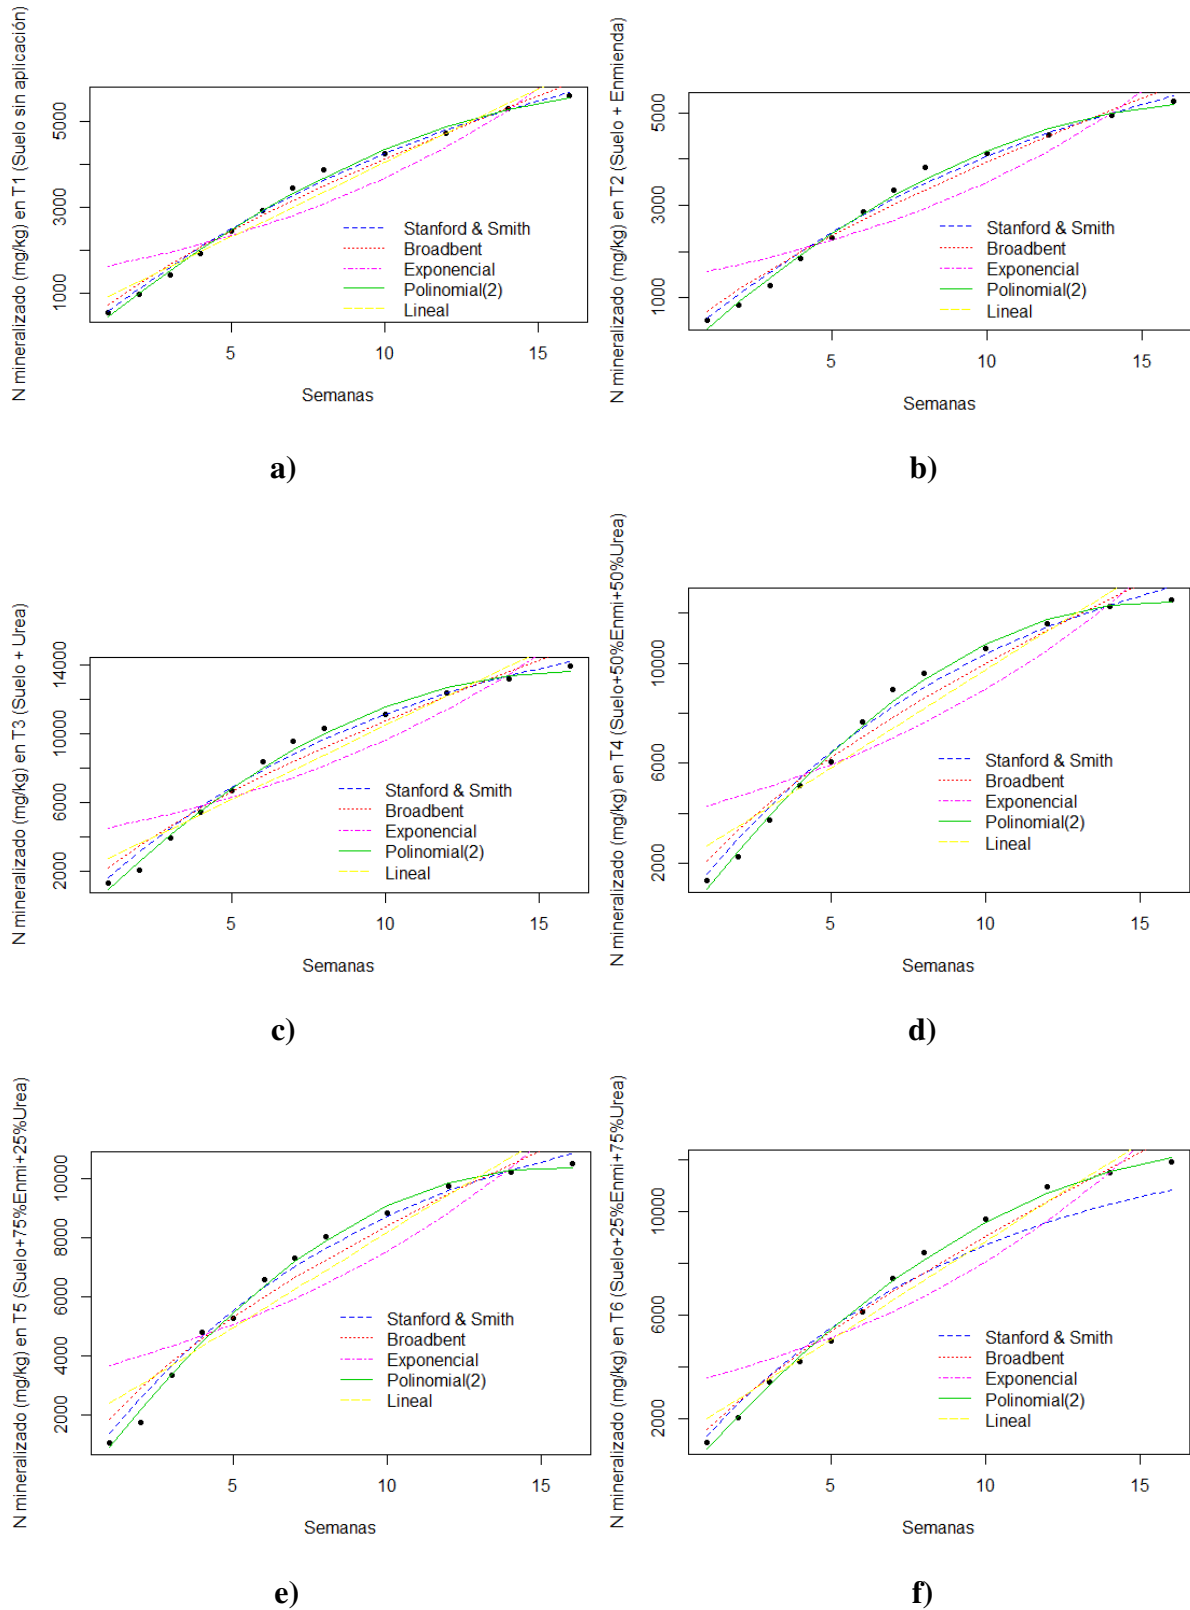 N mineralizado (mg/kg) en T1 (Suelo sin aplicación)
5000
3000
1000
Stanford & Smith
Broadbent
Exponencial
Polinomial(2)
Lineal
5 10 15
Semanas
a)
N mineralizado (mg/kg) en T2 (Suelo + Enmienda)
5000
3000
1000
Stanford & Smith
Broadbent
Exponencial
Polinomial(2)
Lineal
5 10 15
Semanas
b)
N mineralizado (mg/kg) en T3 (Suelo + Urea)
14000
10000
6000
2000
Stanford & Smith
Broadbent
Exponencial
Polinomial(2)
Lineal
5 10 15
Semanas
c)
N mineralizado (mg/kg) en T4 (Suelo+50%Enmi+50%Urea)
10000
6000
2000
Stanford & Smith
Broadbent
Exponencial
Polinomial(2)
Lineal
5 10 15
Semanas
d)
N mineralizado (mg/kg) en T5 (Suelo+75%Enmi+25%Urea)
10000
8000
6000
4000
2000
Stanford & Smith
Broadbent
Exponencial
Polinomial(2)
Lineal
5 10 15
Semanas
e)
N mineralizado (mg/kg) en T6 (Suelo+25%Enmi+75%Urea)
10000
6000
2000
Stanford & Smith
Broadbent
Exponencial
Polinomial(2)
Lineal
5 10 15
Semanas
f)